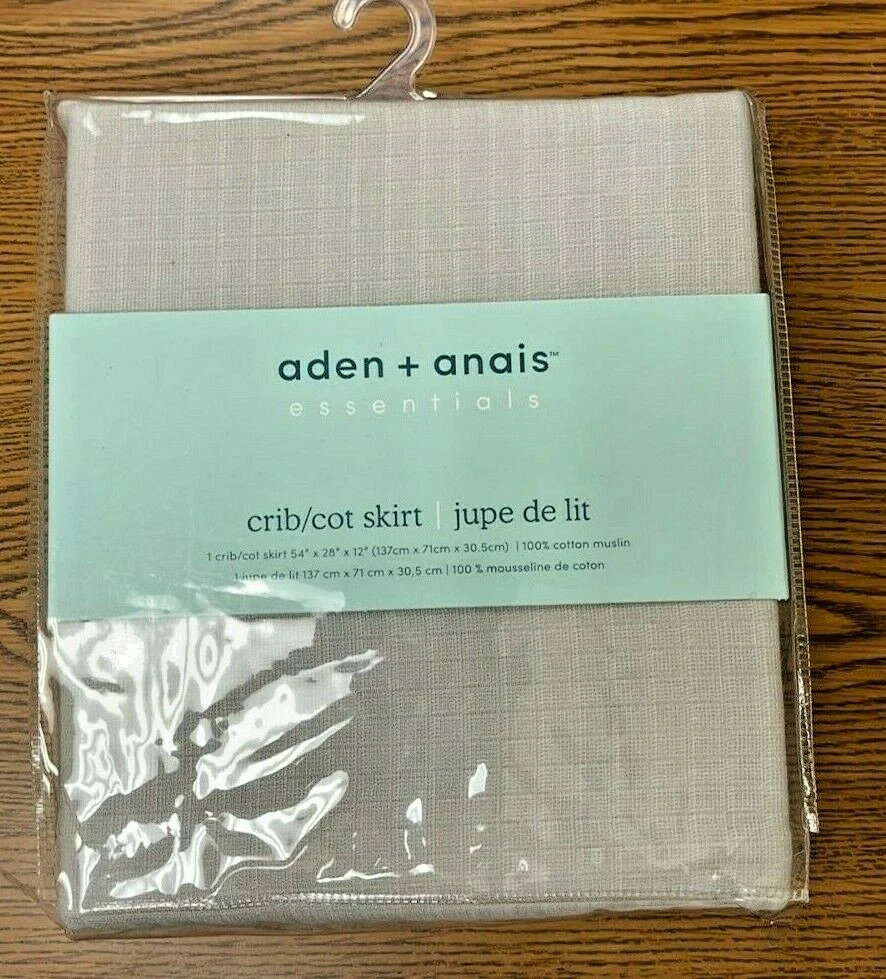 aden + anais™
essentials
crib/cot skirt | jupe de lit
1 crib/cot skirt 54" x 28" x 12" (137cm x 71cm x 30.5cm) | 100% cotton muslin
1 jupe de lit 137 cm x 71 cm x 30,5 cm | 100 % mousseline de coton